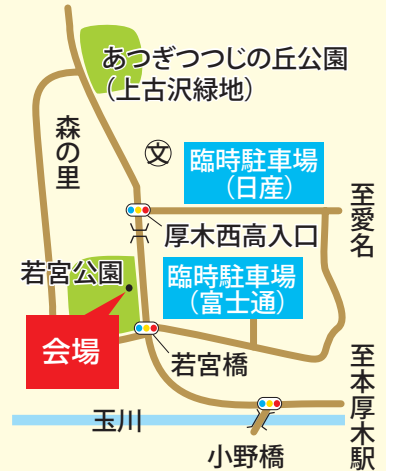 あつぎつつじの丘公園
（上古沢緑地）
森の里
文
臨時駐車場
（日産）
至愛名
厚木西高入口
若宮公園
臨時駐車場
（富士通）
会場
若宮橋
至本厚木駅
玉川
小野橋